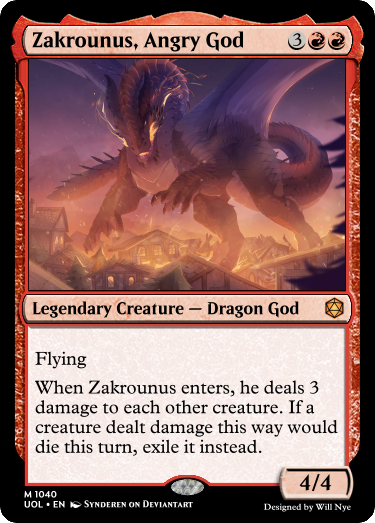 Zakrounus, Angry God 3
Legendary Creature — Dragon God
Flying
When Zakrounus enters, he deals 3
damage to each other creature. If a
creature dealt damage this way would
die this turn, exile it instead.
4/4
M 1040
UOL • EN Synderen on Deviantart
Designed by Will Nye